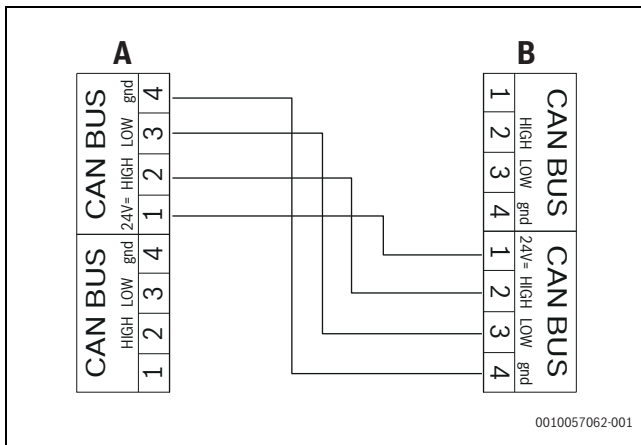 A
B
CAN BUS
gnd
LOW
HIGH
24V=
4
3
2
1
CAN BUS
gnd
LOW
HIGH
4
3
2
1
1
2
3
4
HIGH
LOW
gnd
CAN BUS
1
2
3
4
24V=
HIGH
LOW
gnd
CAN BUS
0010057062-001